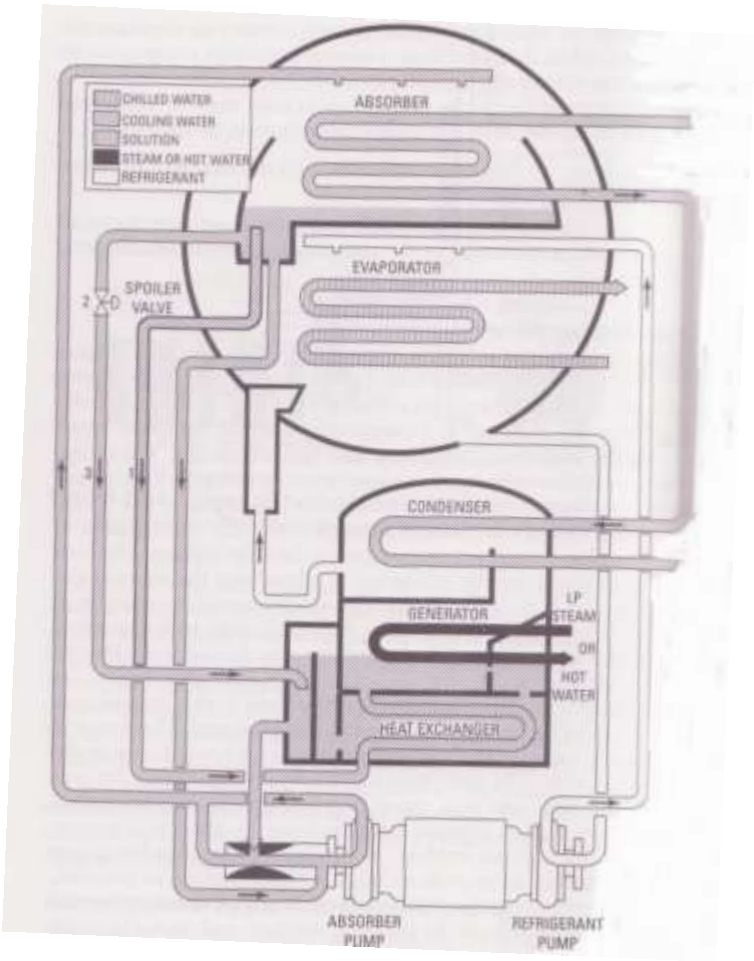 CHILLED WATER
COOLING WATER
SOLUTION
STEAM OR HOT WATER
REFRIGERANT
ABSORBER
EVAPORATOR
2
SPOILER
VALVE
3
1
CONDENSER
GENERATOR
LP
STEAM
OR
HOT
WATER
HEAT EXCHANGER
ABSORBER
PUMP
REFRIGERANT
PUMP